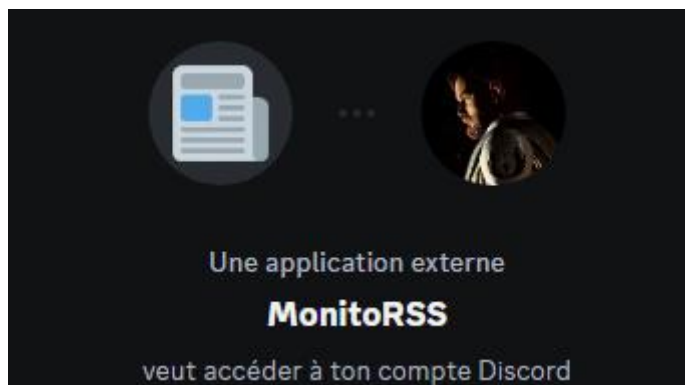 Une application externe
MonitoRSS
veut accéder à ton compte Discord